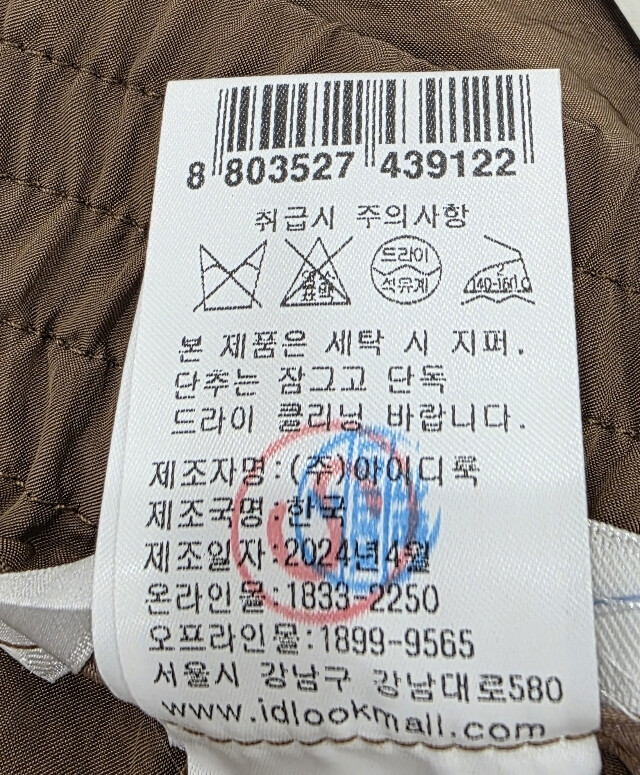 8 803527 439122
취급시 주의사항
염소 표백
드라이
석유계
140-160℃
본 제품은 세탁 시 지퍼.
단추는 잠그고 단독
드라이 클리닝 바랍니다.
제조자명:(주)아이디룩
제조국명:한국
제조일자:2024년4월
온라인몰:1833-2250
오프라인몰:1899-9565
서울시 강남구 강남대로580
www.idlookmall.com